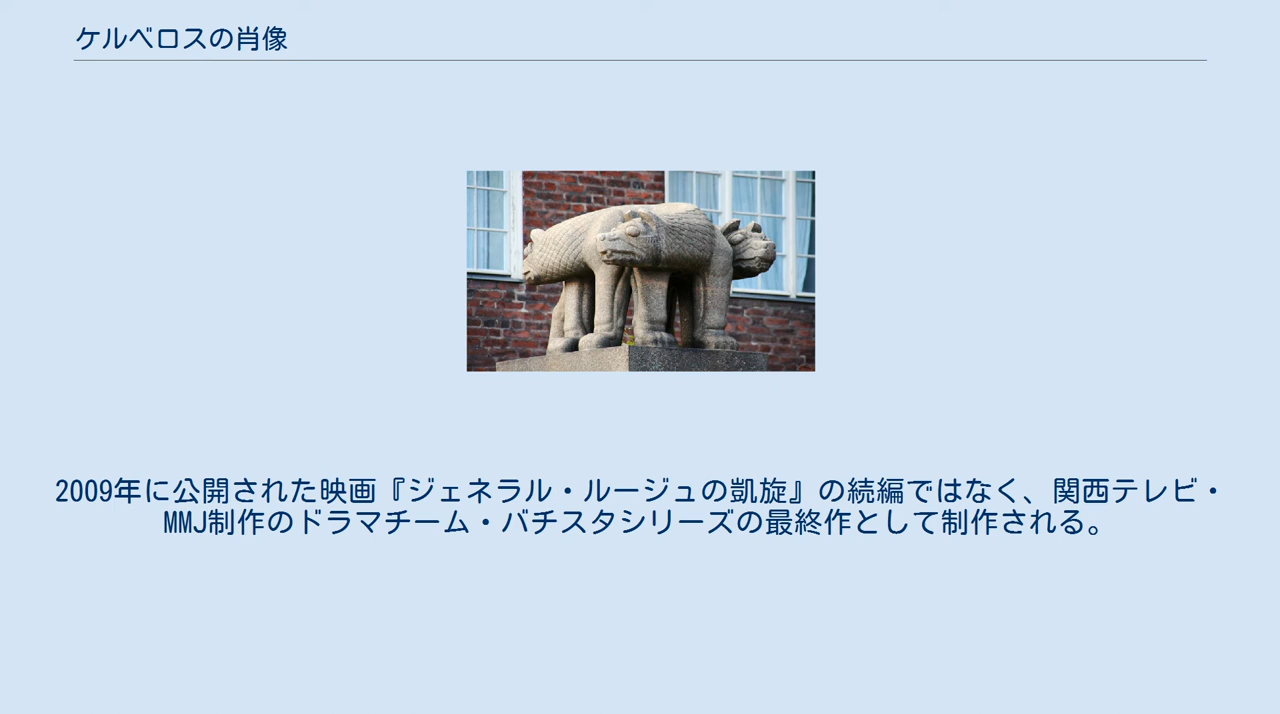 ケルベロスの肖像
2009年に公開された映画『ジェネラル・ルージュの凱旋』の続編ではなく、関西テレビ・
MMJ制作のドラマチーム・バチスタシリーズの最終作として制作される。